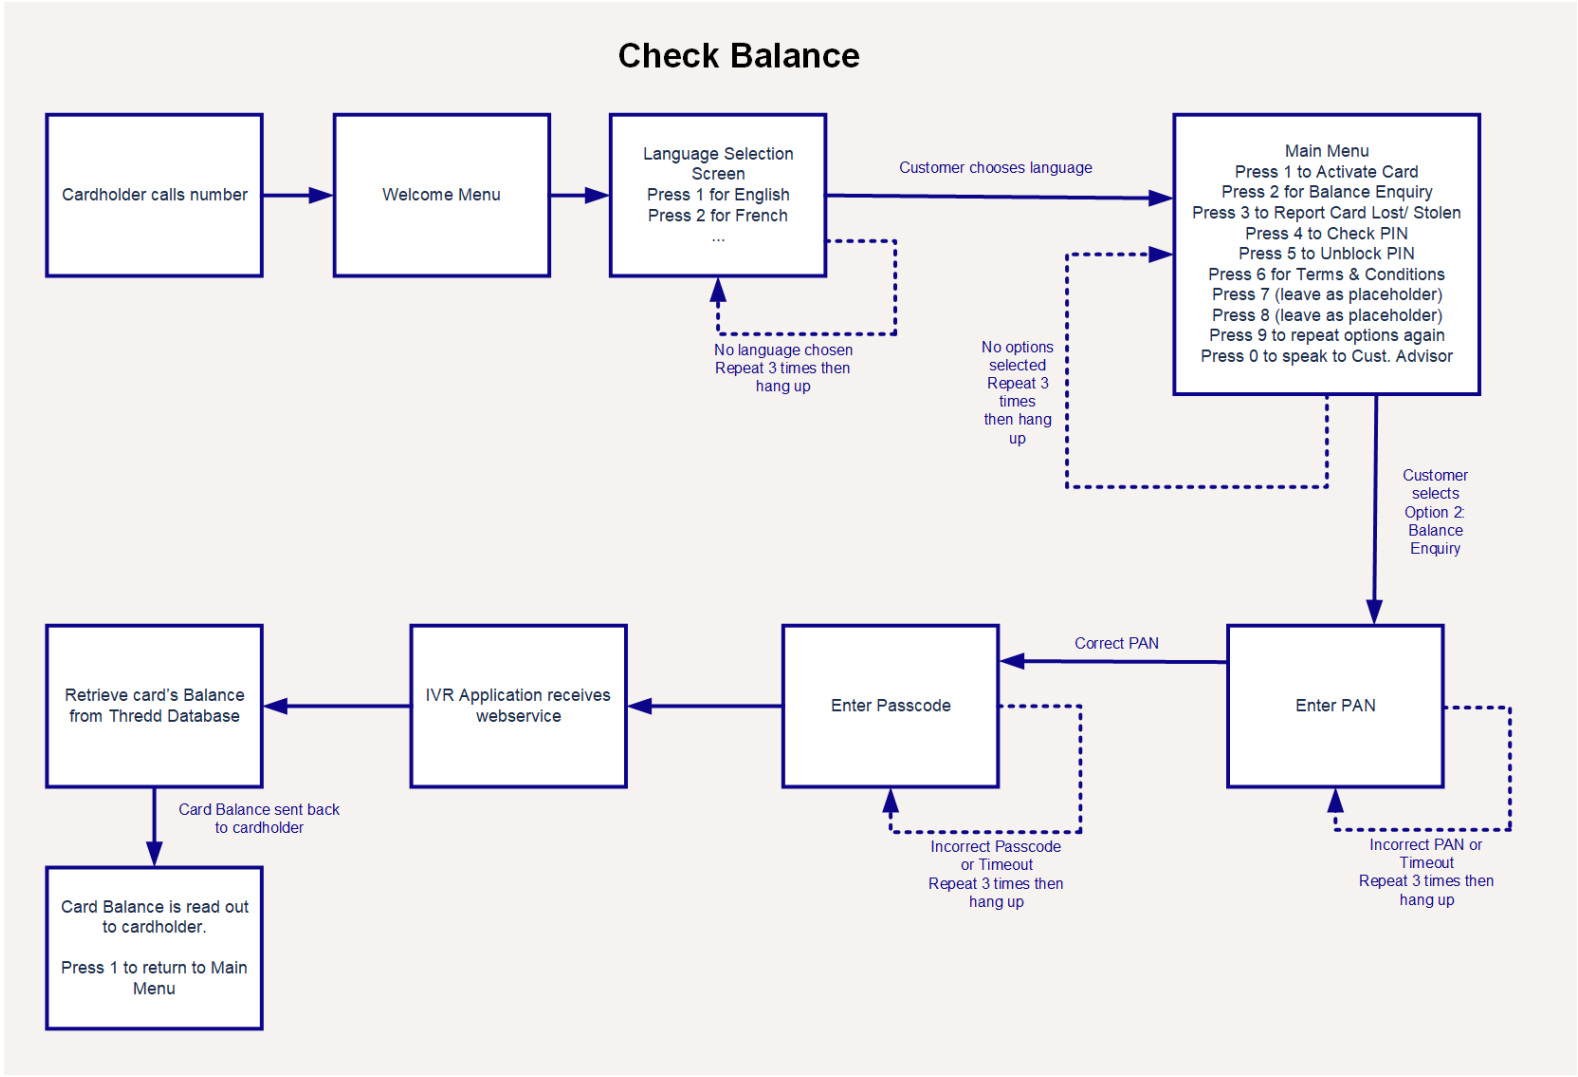 Check Balance
Cardholder calls number
Welcome Menu
Language Selection
Screen
Press 1 for English
Press 2 for French
...
Customer chooses language
Main Menu
Press 1 to Activate Card
Press 2 for Balance Enquiry
Press 3 to Report Card Lost/ Stolen
Press 4 to Check PIN
Press 5 to Unblock PIN
Press 6 for Terms & Conditions
Press 7 (leave as placeholder)
Press 8 (leave as placeholder)
Press 9 to repeat options again
Press 0 to speak to Cust. Advisor
No language chosen
Repeat 3 times then
hang up
No options
selected
Repeat 3
times
then hang
up
Customer
selects
Option 2:
Balance
Enquiry
Retrieve card's Balance
from Thredd Database
IVR Application receives
webservice
Enter Passcode
Correct PAN
Enter PAN
Card Balance sent back
to cardholder
Incorrect Passcode
or Timeout
Repeat 3 times then
hang up
Incorrect PAN or
Timeout
Repeat 3 times then
hang up
Card Balance is read out
to cardholder.
Press 1 to return to Main
Menu